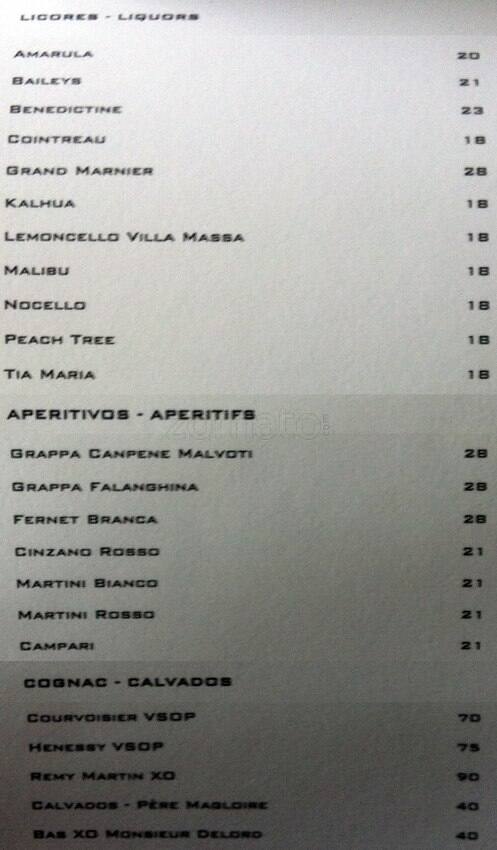 LICORES - LIQUORS
AMARULA 20
BAILEYS 21
BENEDICTINE 23
COINTREAU 18
GRAND MARNIER 28
KALHUA 18
LEMONCELLO VILLA MASSA 18
MALIBU 18
NOCELLO 18
PEACH TREE 18
TIA MARIA 18
APERITIVOS - APERITIFS
zomato
GRAPPA CANPENE MALVOTI 28
GRAPPA FALANGHINA 28
FERNET BRANCA 28
CINZANO ROSSO 21
MARTINI BIANCO 21
MARTINI ROSSO 21
CAMPARI 21
COGNAC - CALVADOS
COURVOISIER VSOP 70
HENESSY VSOP 75
REMY MARTIN XO 90
CALVADOS - PÈRE MAGLOIRE 40
BAS XO MONSIEUR DELORD 40